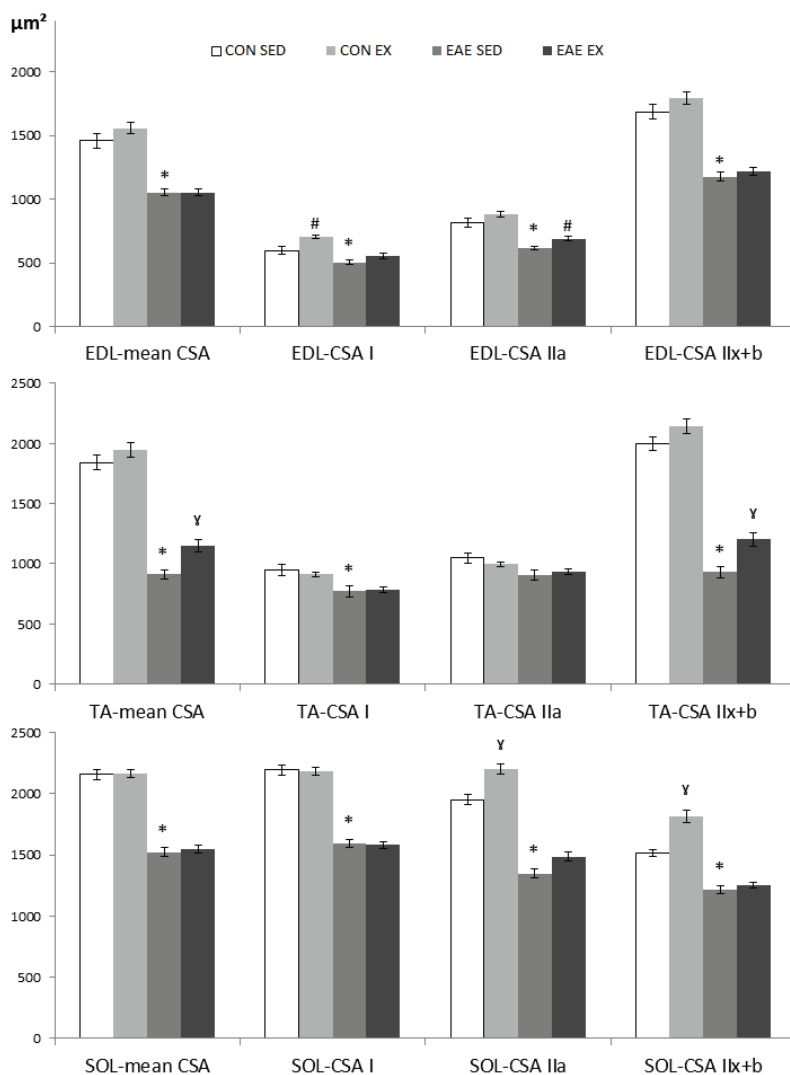 μm²
CON SED CON EX EAE SED EAE EX
2000
1500
1000
500
0
* # * * # *
EDL-mean CSA EDL-CSA I EDL-CSA IIa EDL-CSA IIx+b
2500
2000
1500
1000
500
0
* ɣ * * ɣ
TA-mean CSA TA-CSA I TA-CSA IIa TA-CSA IIx+b
2500
2000
1500
1000
500
0
* * ɣ * ɣ *
SOL-mean CSA SOL-CSA I SOL-CSA IIa SOL-CSA IIx+b